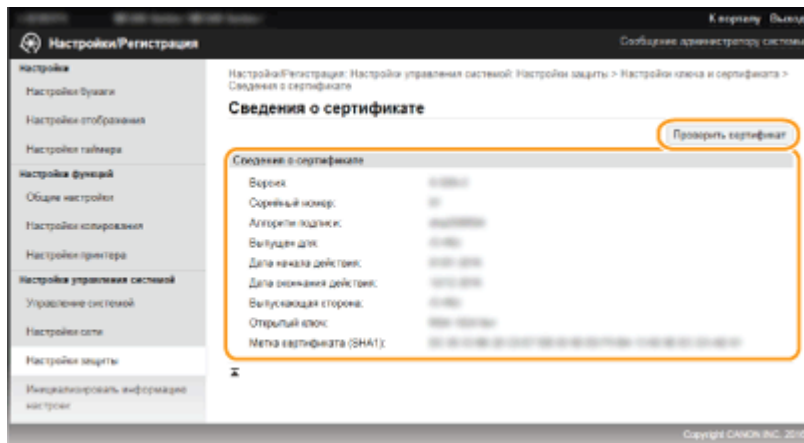 К порталу Выход
Настройки/Регистрация
Сообщение администратору системы
Настройки
Настройки бумаги
Настройки отображения
Настройки таймера
Настройки функций
Общие настройки
Настройки копирования
Настройки принтера
Настройки управления системой
Управление системой
Настройки сети
Настройки защиты
Инициализировать информацию
настроек
Настройки/Регистрация: Настройки управления системой: Настройки защиты > Настройки ключа и сертификата >
Сведения о сертификате
Сведения о сертификате
Проверить сертификат
Сведения о сертификате
Версия:
Серийный номер:
Алгоритм подписи:
Выпущен для:
Дата начала действия:
Дата окончания действия:
Выпускающая сторона:
Открытый ключ:
Метка сертификата (SHA1):
Copyright CANON INC.